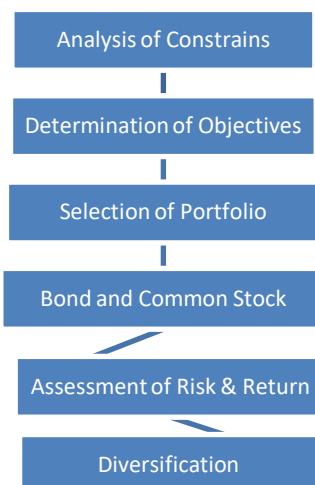 Analysis of Constrains
Determination of Objectives
Selection of Portfolio
Bond and Common Stock
Assessment of Risk & Return
Diversification